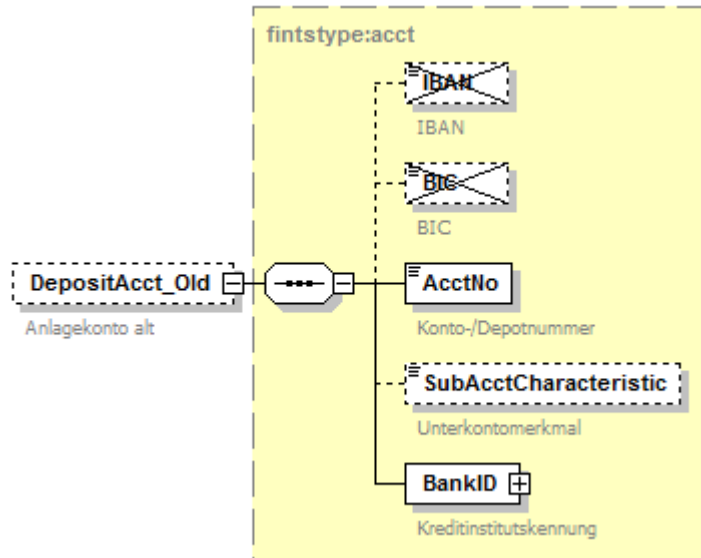 fintstype:acct
IBAN
IBAN
BIC
BIC
DepositAcct_Old
Anlagekonto alt
AcctNo
Konto-/Depotnummer
SubAcctCharacteristic
Unterkontomerkmal
BankID
Kreditinstitutskennung